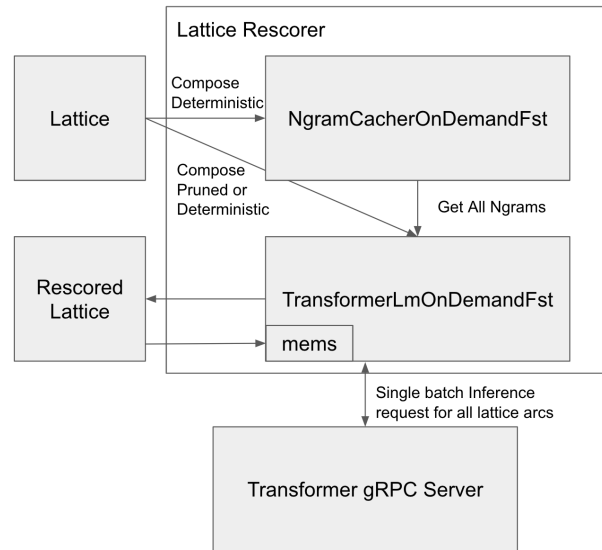 Lattice Rescorer
Compose
Deterministic
Lattice
NgramCacherOnDemandFst
Compose
Pruned or
Deterministic
Get All Ngrams
Rescored
Lattice
TransformerLmOnDemandFst
mems
Single batch Inference
request for all lattice arcs
Transformer gRPC Server